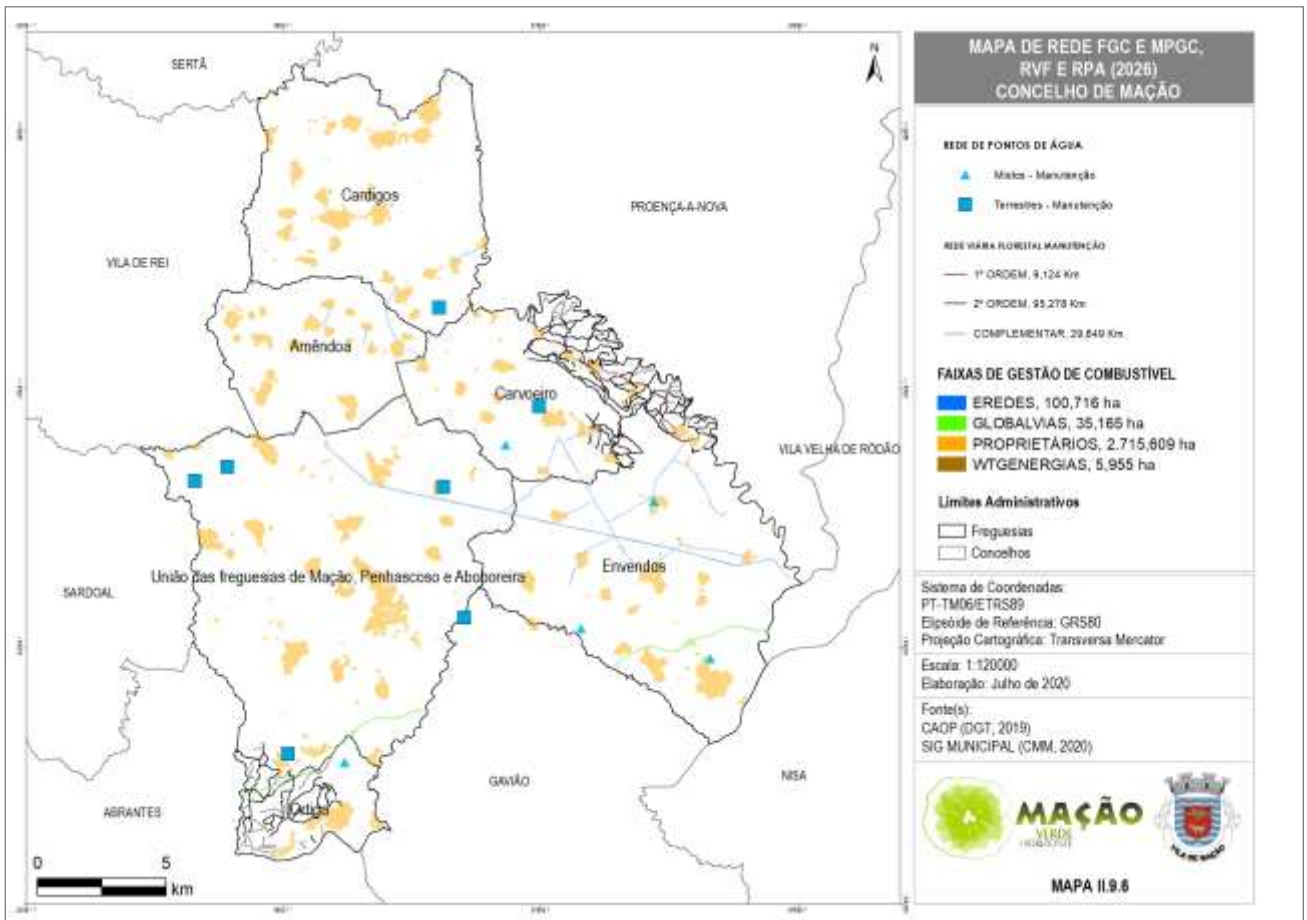 MAPA DE REDE FGC E MPGC,
RVF E RPA (2026)
CONCELHO DE MAÇÃO
N
SERTÃ
Cardigos
PROENÇA-A-NOVA
VILA DE REI
Amêndoa
Carvoeiro
VILA VELHA DE RÓDÃO
Envendos
União das freguesias de Mação, Penhascoso e Aboboreira
SARDOAL
GAVIÃO
NISA
ABRANTES
Ortiga
0 5
km
REDE DE PONTOS DE ÁGUA
Mistos - Manutenção
Terrestres - Manutenção
REDE VIÁRIA FLORESTAL MANUTENÇÃO
1ª ORDEM, 9,124 Km
2ª ORDEM, 95,278 Km
COMPLEMENTAR, 29,649 Km
FAIXAS DE GESTÃO DE COMBUSTÍVEL
EREDES, 100,716 ha
GLOBALVIAS, 35,165 ha
PROPRIETÁRIOS, 2.715,609 ha
WTGENERGIAS, 5,955 ha
Limites Administrativos
Freguesias
Concelhos
Sistema de Coordenadas:
PT-TM06/ETRS89
Elipsóide de Referência: GRS80
Projeção Cartográfica: Transversa Mercator
Escala: 1:120000
Elaboração: Julho de 2020
Fonte(s):
CAOP (DGT, 2019)
SIG MUNICIPAL (CMM, 2020)
MAÇÃO
VERDE
HORIZONTE
VILA DE MAÇÃO
MAPA II.9.6